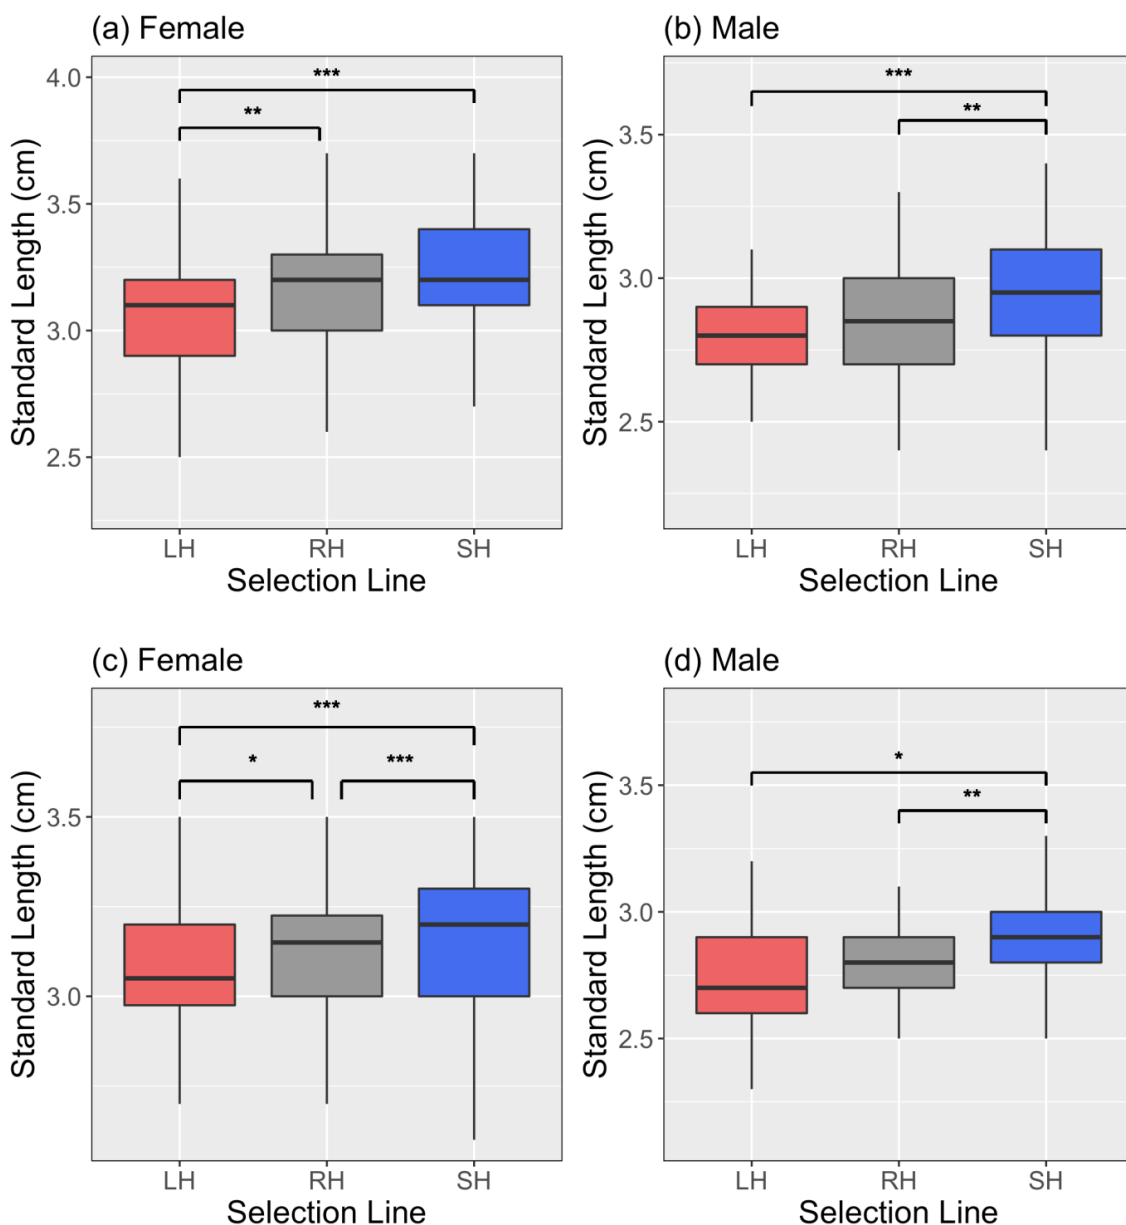 (a) Female
(b) Male
Standard Length (cm)
4.0
3.5
3.0
2.5
***
**
LH
RH
SH
Selection Line
Standard Length (cm)
3.5
3.0
2.5
***
**
LH
RH
SH
Selection Line
(c) Female
(d) Male
Standard Length (cm)
3.5
3.0
***
*
***
LH
RH
SH
Selection Line
Standard Length (cm)
3.5
3.0
2.5
*
**
LH
RH
SH
Selection Line